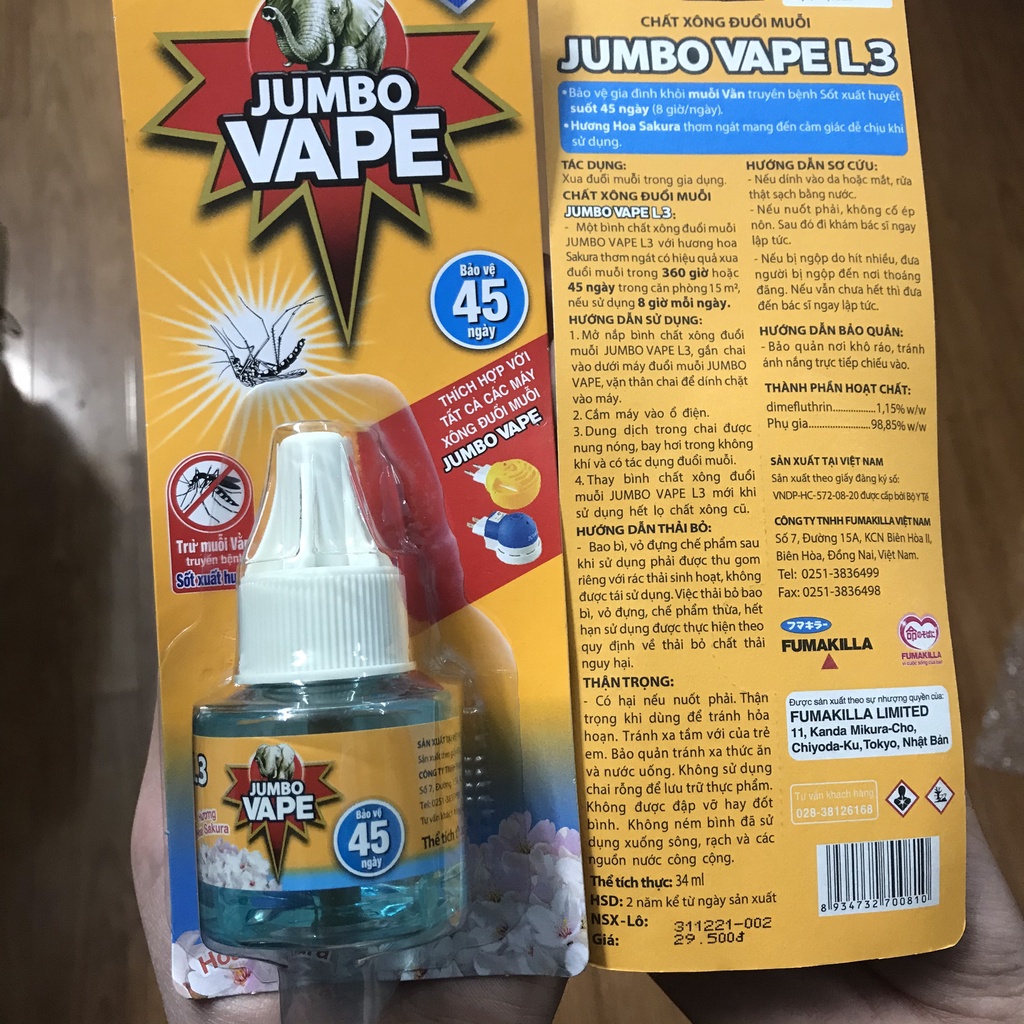 JUMBO
VAPE
Bảo vệ
45
ngày
THÍCH HỢP VỚI
TẤT CẢ CÁC MÁY
XÔNG ĐUỔI MUỖI
JUMBO VAPE
Trừ muỗi Vằn
truyền bệnh
Sốt xuất
L3
Hương
Sakura
JUMBO
VAPE
Bảo vệ
45
ngày
SẢN XUẤT TẠI
Sản xuất theo
CÔNG TY
Số 7,
Tel: 0251
Tư vấn khách
Thể tích
CHẤT XÔNG ĐUỔI MUỖI
JUMBO VAPE L3
•Bảo vệ gia đình khỏi muỗi Vằn truyền bệnh Sốt xuất huyết
suốt 45 ngày (8 giờ/ngày).
•Hương Hoa Sakura thơm ngát mang đến cảm giác dễ chịu khi
sử dụng.
TÁC DỤNG:
Xua đuổi muỗi trong gia dụng.
CHẤT XÔNG ĐUỔI MUỖI
JUMBO VAPE L3:
- Một bình chất xông đuổi muỗi
JUMBO VAPE L3 với hương hoa
Sakura thơm ngát có hiệu quả xua
đuổi muỗi trong 360 giờ hoặc
45 ngày trong căn phòng 15 m²,
nếu sử dụng 8 giờ mỗi ngày.
HƯỚNG DẪN SỬ DỤNG:
1. Mở nắp bình chất xông đuổi
muỗi JUMBO VAPE L3, gắn chai
vào dưới máy đuổi muỗi JUMBO
VAPE, vặn thân chai để dính chặt
vào máy.
2. Cắm máy vào ổ điện.
3. Dung dịch trong chai được
nung nóng, bay hơi trong không
khí và có tác dụng đuổi muỗi.
4. Thay bình chất xông đuổi
muỗi JUMBO VAPE L3 mới khi
sử dụng hết lọ chất xông cũ.
HƯỚNG DẪN THẢI BỎ:
- Bao bì, vỏ đựng chế phẩm sau
khi sử dụng phải được thu gom
riêng với rác thải sinh hoạt, không
được tái sử dụng. Việc thải bỏ bao
bì, vỏ đựng, chế phẩm thừa, hết
hạn sử dụng được thực hiện theo
quy định về thải bỏ chất thải
nguy hại.
THẬN TRỌNG:
- Có hại nếu nuốt phải. Thận
trọng khi dùng để tránh hỏa
hoạn. Tránh xa tầm với của trẻ
em. Bảo quản tránh xa thức ăn
và nước uống. Không sử dụng
chai rỗng để lưu trữ thực phẩm.
Không được đập vỡ hay đốt
bình. Không ném bình đã sử
dụng xuống sông, rạch và các
nguồn nước công cộng.
Thể tích thực: 34 ml
HSD: 2 năm kể từ ngày sản xuất
NSX-Lô: 311221-002
Giá: 29.500đ
HƯỚNG DẪN SƠ CỨU:
- Nếu dính vào da hoặc mắt, rửa
thật sạch bằng nước.
- Nếu nuốt phải, không cố ép
nôn. Sau đó đi khám bác sĩ ngay
lập tức.
- Nếu bị ngộp do hít nhiều, đưa
người bị ngộp đến nơi thoáng
đãng. Nếu vẫn chưa hết thì đưa
đến bác sĩ ngay lập tức.
HƯỚNG DẪN BẢO QUẢN:
- Bảo quản nơi khô ráo, tránh
ánh nắng trực tiếp chiếu vào.
THÀNH PHẦN HOẠT CHẤT:
dimefluthrin................1,15% w/w
Phụ gia........................98,85% w/w
SẢN XUẤT TẠI VIỆT NAM
Sản xuất theo giấy đăng ký số:
VNDP-HC-572-08-20 được cấp bởi Bộ Y Tế
CÔNG TY TNHH FUMAKILLA VIỆT NAM
Số 7, Đường 15A, KCN Biên Hòa II,
Biên Hòa, Đồng Nai, Việt Nam.
Tel: 0251-3836499
Fax: 0251-3836498
フマキラー
FUMAKILLA
FUMAKILLA
Vì cuộc sống của bạn
Được sản xuất theo sự nhượng quyền của:
FUMAKILLA LIMITED
11, Kanda Mikura-Cho,
Chiyoda-Ku, Tokyo, Nhật Bản
Tư vấn khách hàng
028-38126168
8 934732 700810